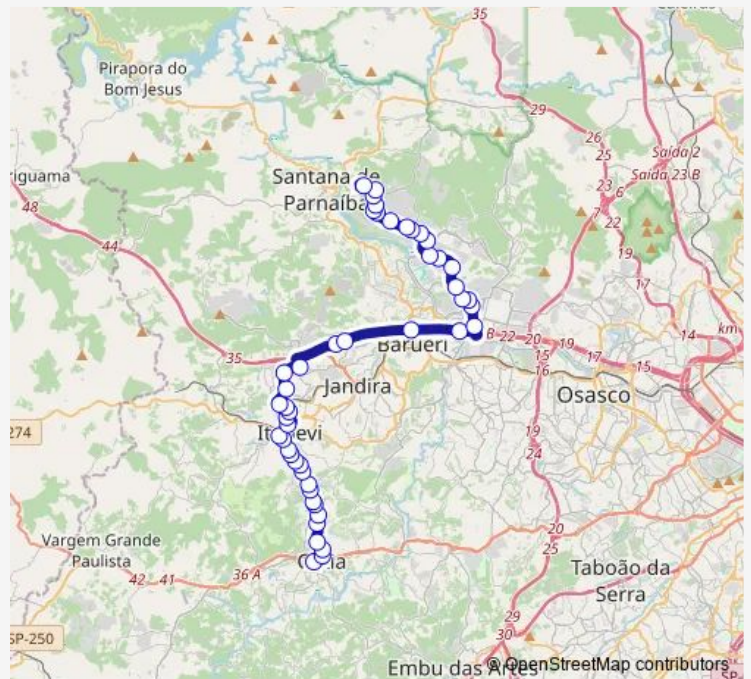 35
Pirapora do
Bom Jesus
29
26
25
Saída 2
Saída 23 B
Santana de
Parnaíba
riguama
23
6
7
22
48
19
44
17
14
km
35
B 22 20 19
17
15
15
16
Barueri
Jandira
Osasco
274
Itapevi
19
24
20
25
Vargem Grande
Paulista
42 41
36 A
Cotia
Taboão da
Serra
29
30
SP-250
Embu das Artes
© OpenStreetMap contributors
SP-